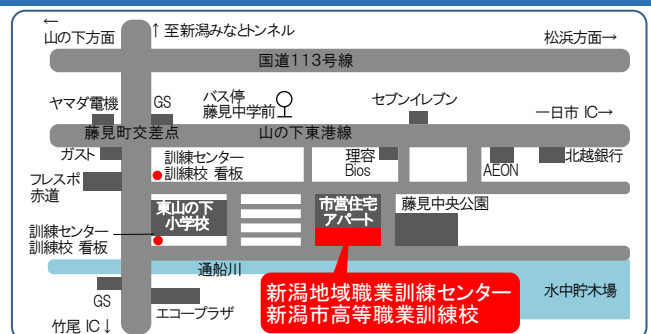 ←
山の下方面
↑至新潟みなとトンネル
松浜方面→
国道113号線
ヤマダ電機
GS
バス停
藤見中学前
セブンイレブン
一日市 IC→
藤見町交差点
山の下東港線
ガスト
訓練センター
訓練校 看板
理容
Bios
AEON
北越銀行
フレスポ
赤道
東山の下
小学校
市営住宅
アパート
藤見中央公園
訓練センター
訓練校 看板
通船川
新潟地域職業訓練センター
新潟市高等職業訓練校
水中貯木場
GS
エコープラザ
竹尾 IC↓